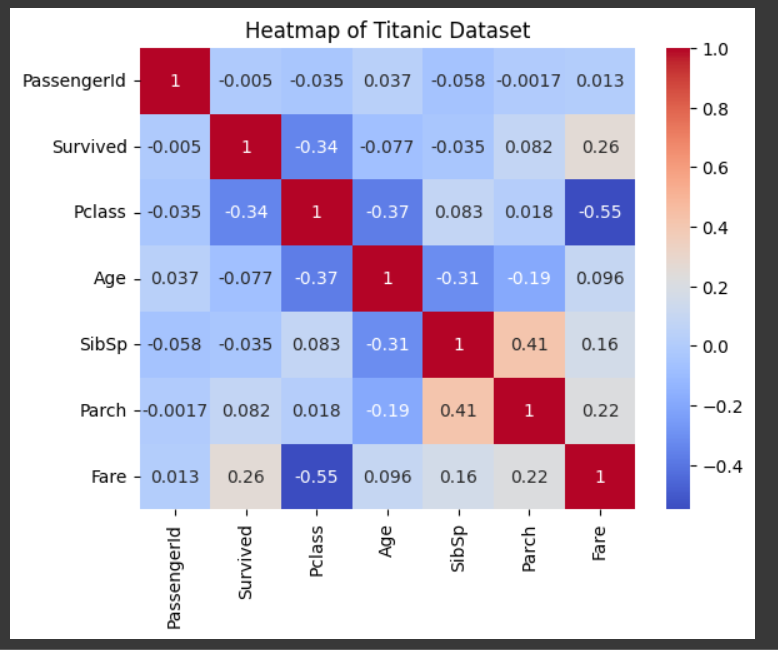 Heatmap of Titanic Dataset
PassengerId 1 -0.005 -0.035 0.037 -0.058 -0.0017 0.013
Survived -0.005 1 -0.34 -0.077 -0.035 0.082 0.26
Pclass -0.035 -0.34 1 -0.37 0.083 0.018 -0.55
Age 0.037 -0.077 -0.37 1 -0.31 -0.19 0.096
SibSp -0.058 -0.035 0.083 -0.31 1 0.41 0.16
Parch -0.0017 0.082 0.018 -0.19 0.41 1 0.22
Fare 0.013 0.26 -0.55 0.096 0.16 0.22 1
PassengerId Survived Pclass Age SibSp Parch Fare
1.0
0.8
0.6
0.4
0.2
0.0
−0.2
−0.4